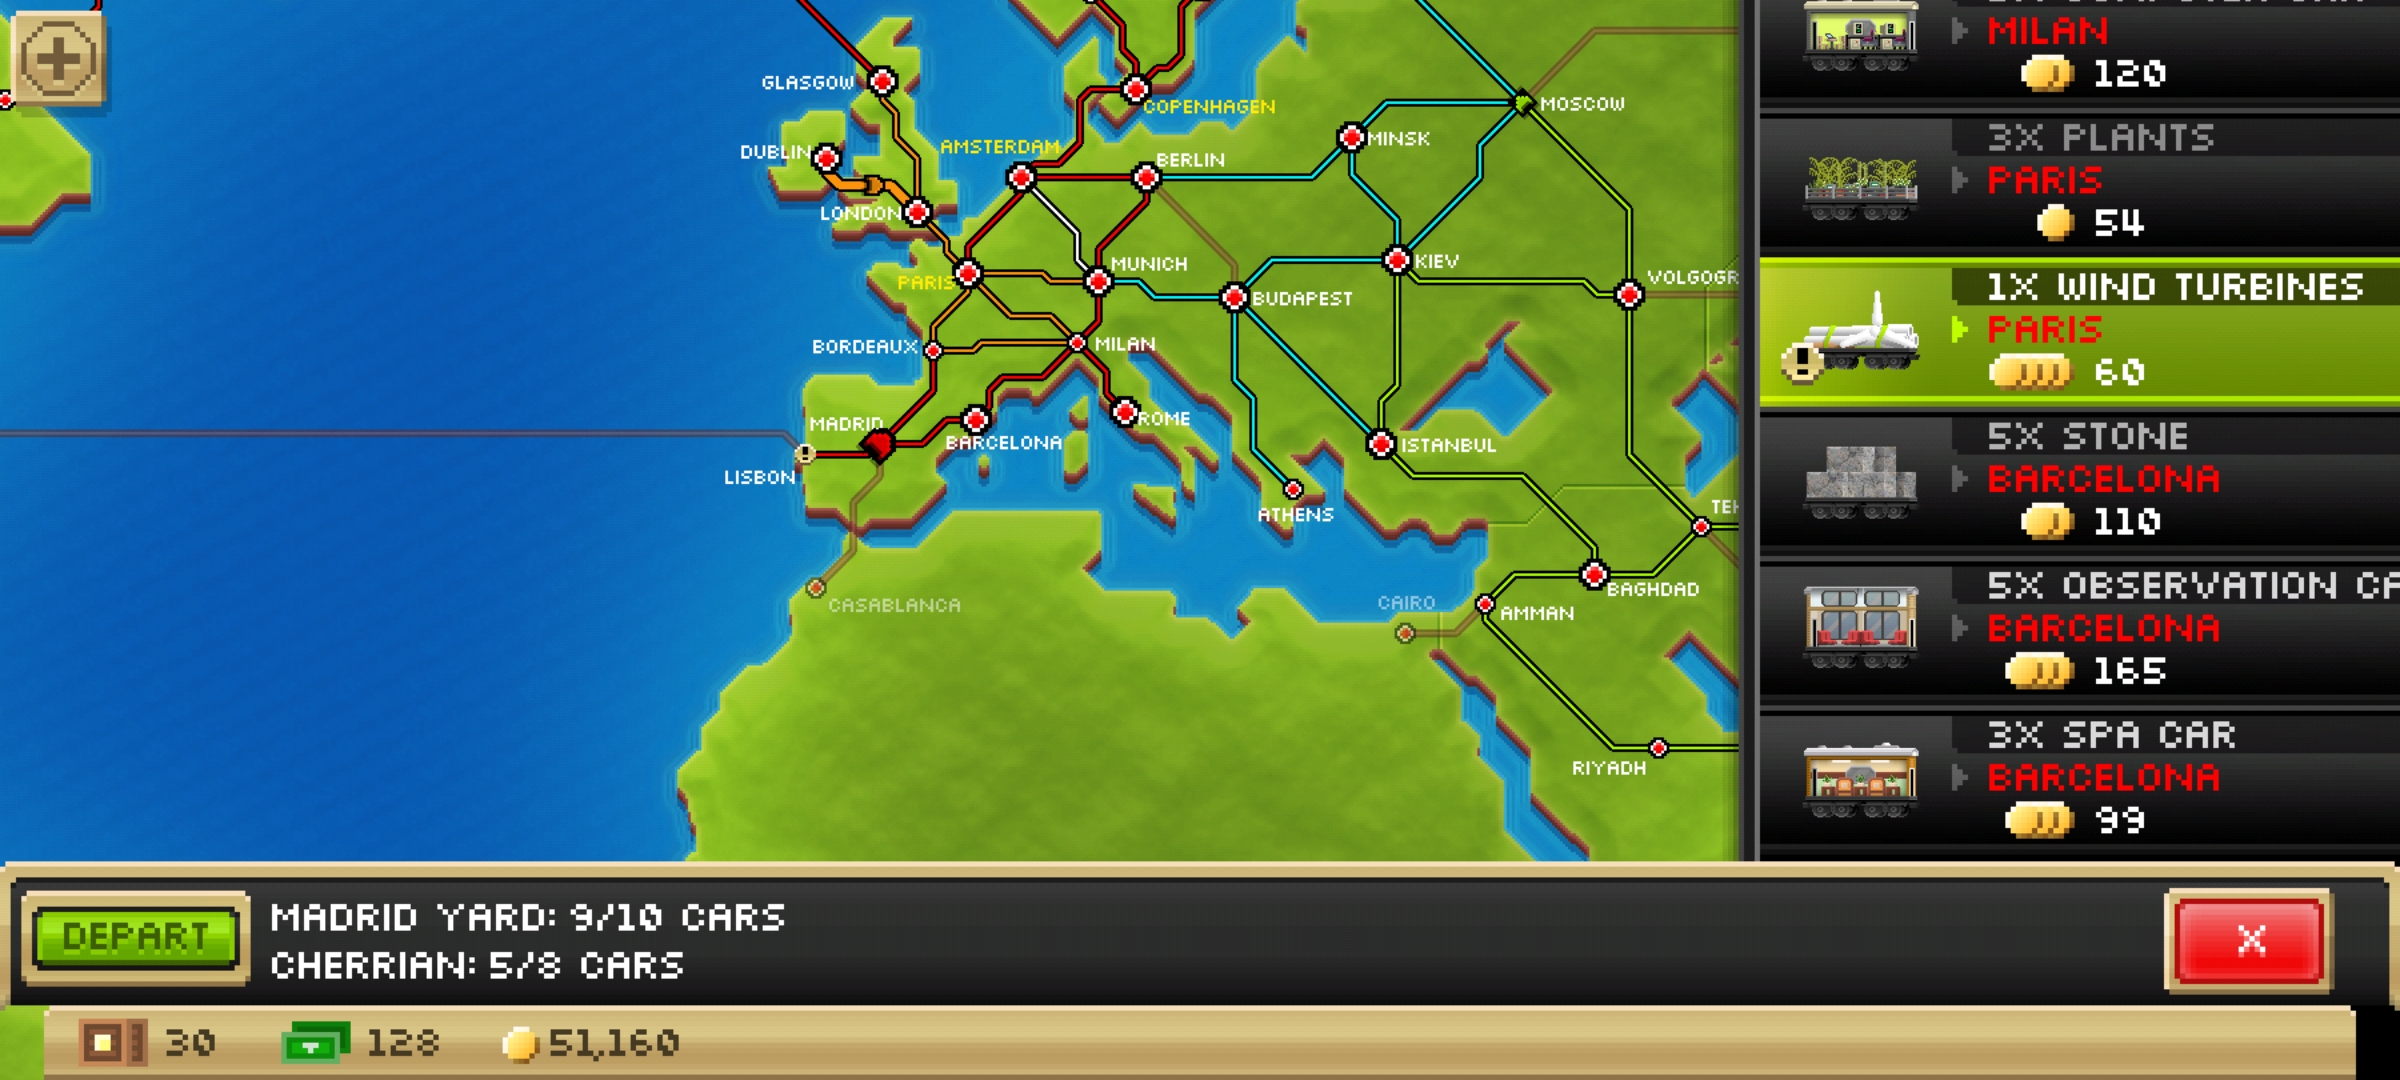 GLASGOW
COPENHAGEN
MOSCOW
MINSK
DUBLIN
AMSTERDAM
BERLIN
LONDON
MUNICH
KIEV
PARIS
BUDAPEST
VOLGOGR
BORDEAUX
MILAN
MADRID
BARCELONA
ROME
ISTANBUL
LISBON
ATHENS
TEH
CASABLANCA
CAIRO
AMMAN
BAGHDAD
RIYADH
MILAN
120
3X PLANTS
PARIS
54
1X WIND TURBINES
PARIS
60
5X STONE
BARCELONA
110
5X OBSERVATION CA
BARCELONA
165
3X SPA CAR
BARCELONA
99
DEPART
MADRID YARD: 9/10 CARS
CHERRIAN: 5/8 CARS
X
30
128
51,160